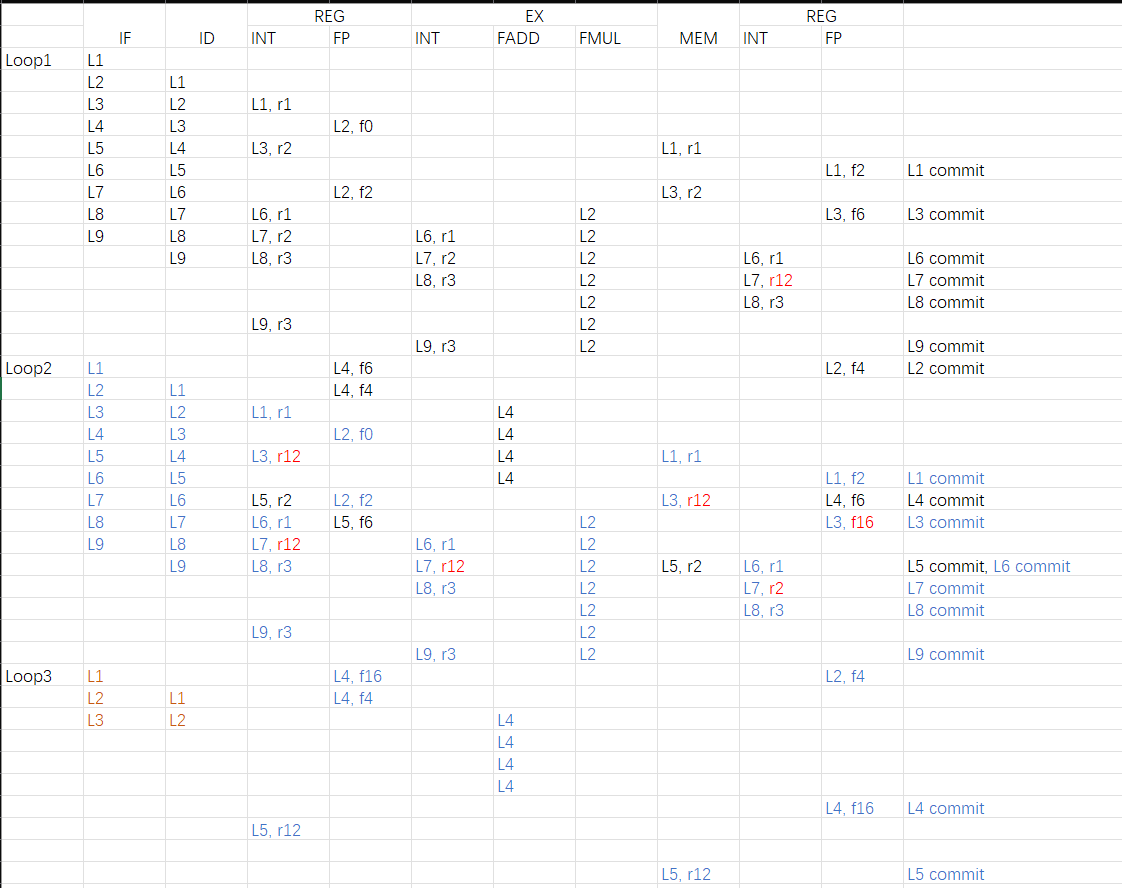 REG EX REG
IF ID INT FP INT FADD FMUL MEM INT FP
Loop1 L1
L2 L1
L3 L2 L1, r1
L4 L3 L2, f0
L5 L4 L3, r2 L1, r1
L6 L5 L1, f2 L1 commit
L7 L6 L2, f2 L3, r2
L8 L7 L6, r1 L2 L3, f6 L3 commit
L9 L8 L7, r2 L6, r1 L2
L9 L8, r3 L7, r2 L2 L6, r1 L6 commit
L8, r3 L2 L7, r12 L7 commit
L2 L8, r3 L8 commit
L9, r3 L2
L9, r3 L2 L9 commit
Loop2 L1 L4, f6 L2, f4 L2 commit
L2 L1 L4, f4
L3 L2 L1, r1 L4
L4 L3 L2, f0 L4
L5 L4 L3, r12 L4 L1, r1
L6 L5 L4 L1, f2 L1 commit
L7 L6 L5, r2 L2, f2 L3, r12 L4, f6 L4 commit
L8 L7 L6, r1 L5, f6 L2 L3, f16 L3 commit
L9 L8 L7, r12 L6, r1 L2
L9 L8, r3 L7, r12 L2 L5, r2 L6, r1 L5 commit, L6 commit
L8, r3 L2 L7, r2 L7 commit
L2 L8, r3 L8 commit
L9, r3 L2
L9, r3 L2 L9 commit
Loop3 L1 L4, f16 L2, f4
L2 L1 L4, f4
L3 L2 L4
L4
L4
L4
L4, f16 L4 commit
L5, r12
L5, r12 L5 commit